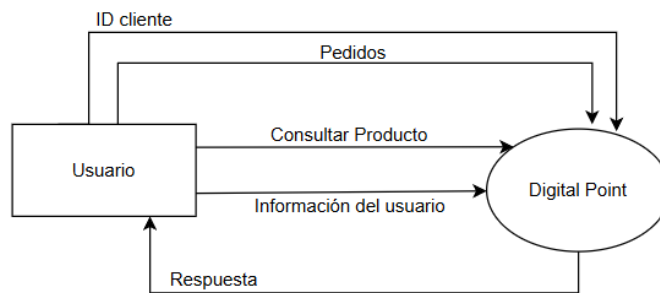 ID cliente
Pedidos
Consultar Producto
Usuario
Digital Point
Información del usuario
Respuesta